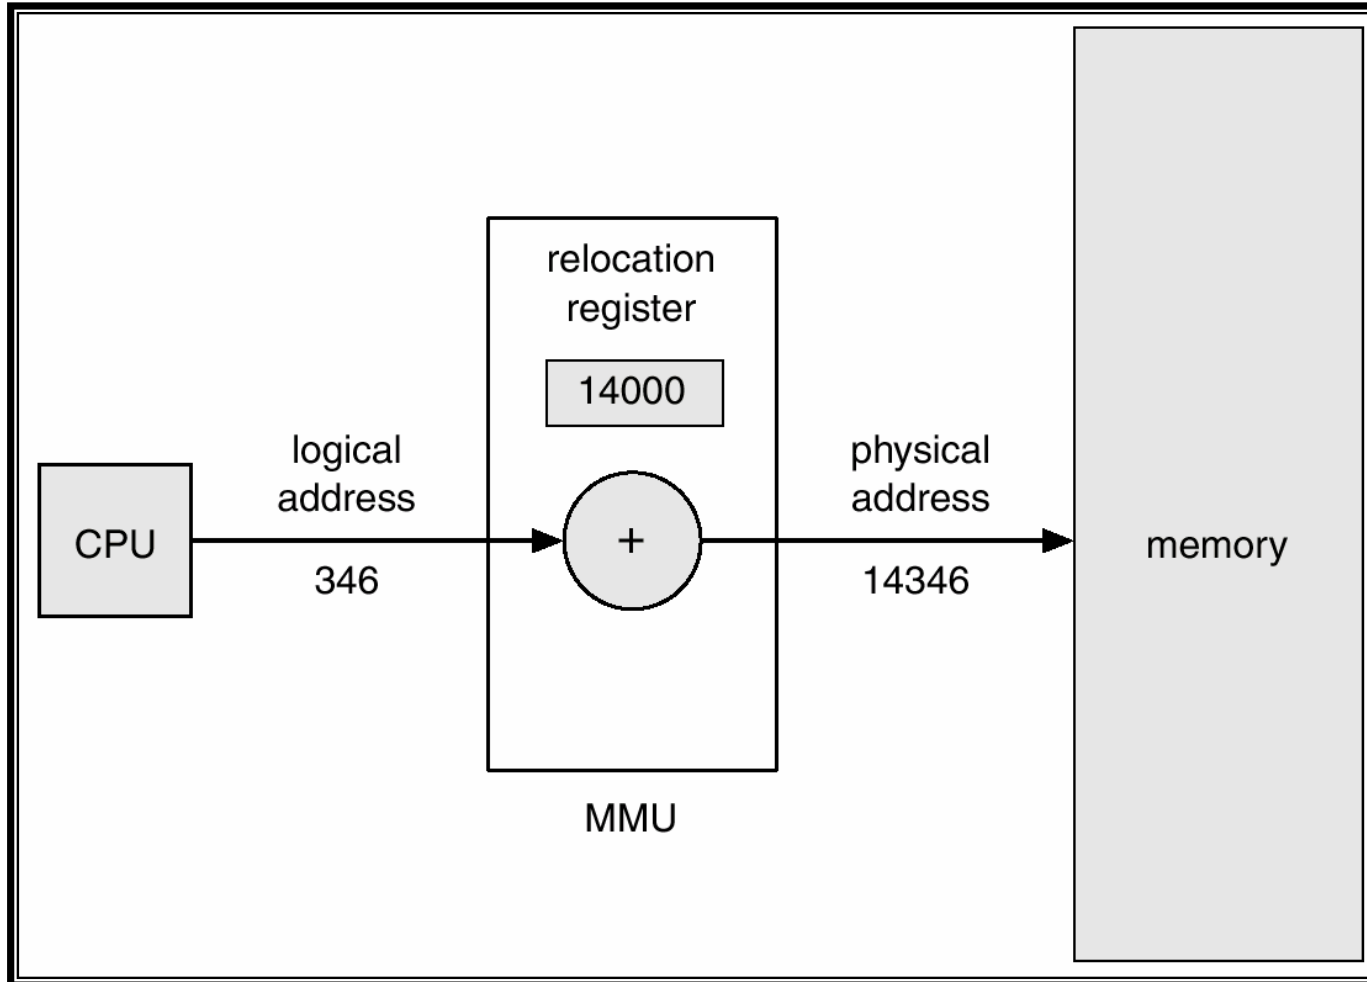 relocation
register
14000
logical
address
physical
address
CPU
+
memory
346
14346
MMU